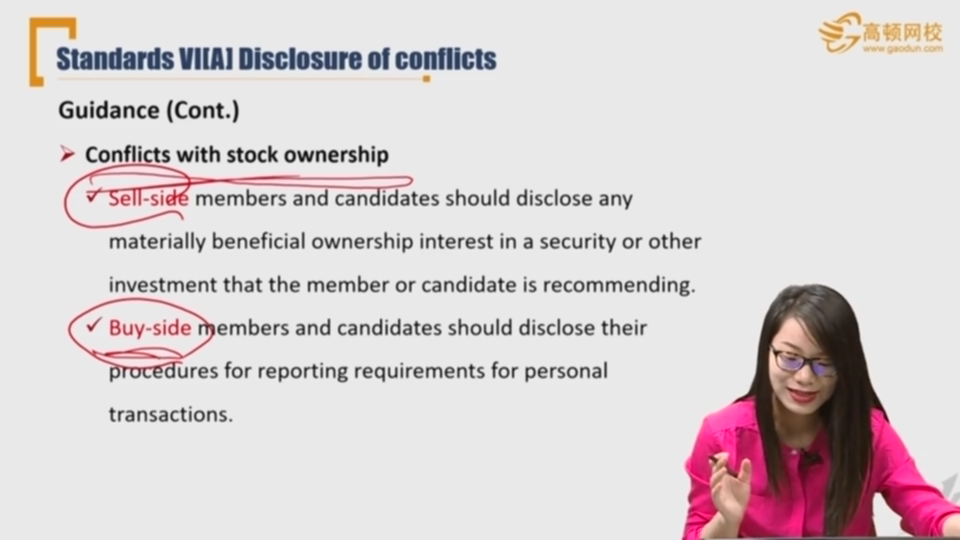 高顿网校
www.gaodun.com
Standards VI[A] Disclosure of conflicts
Guidance (Cont.)
Conflicts with stock ownership
Sell-side members and candidates should disclose any
materially beneficial ownership interest in a security or other
investment that the member or candidate is recommending.
Buy-side members and candidates should disclose their
procedures for reporting requirements for personal
transactions.